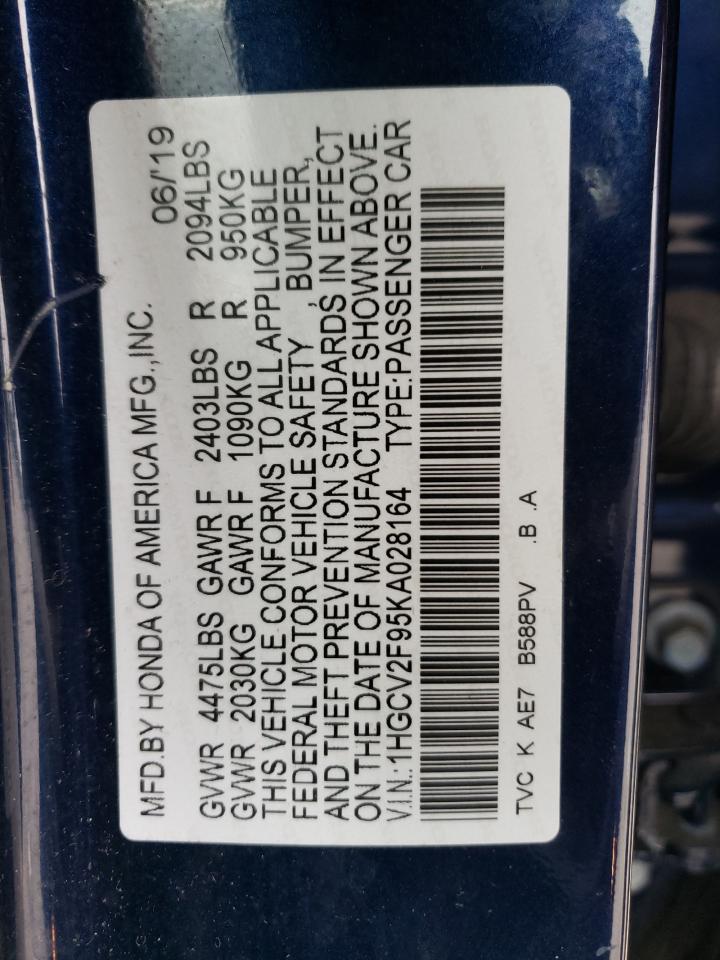 MFD.BY HONDA OF AMERICA MFG.,INC. 06/'19
GVWR 4475LBS GAWR F 2403LBS R 2094LBS
GVWR 2030KG GAWR F 1090KG R 950KG
THIS VEHICLE CONFORMS TO ALL APPLICABLE
FEDERAL MOTOR VEHICLE SAFETY , BUMPER,
AND THEFT PREVENTION STANDARDS IN EFFECT
ON THE DATE OF MANUFACTURE SHOWN ABOVE.
V.I.N.:1HGCV2F95KA028164 TYPE:PASSENGER CAR
TVC K AE7 B588PV .B .A